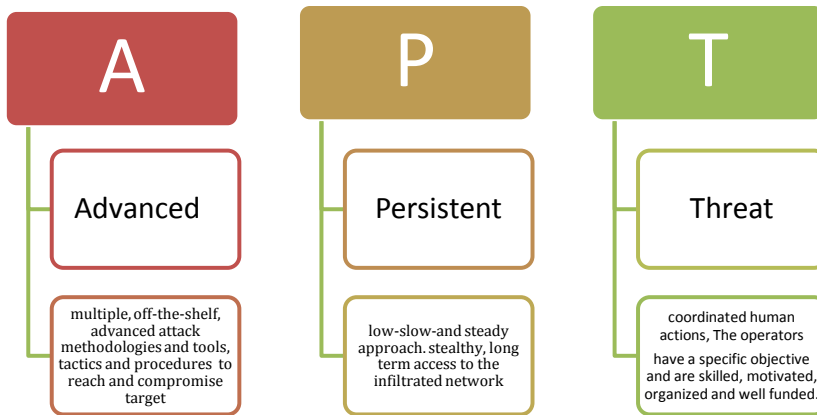 A
P
T
Advanced
Persistent
Threat
multiple, off-the-shelf,
advanced attack
methodologies and tools,
tactics and procedures to
reach and compromise
target
low-slow-and steady
approach. stealthy, long
term access to the
infiltrated network
coordinated human
actions, The operators
have a specific objective
and are skilled, motivated,
organized and well funded.